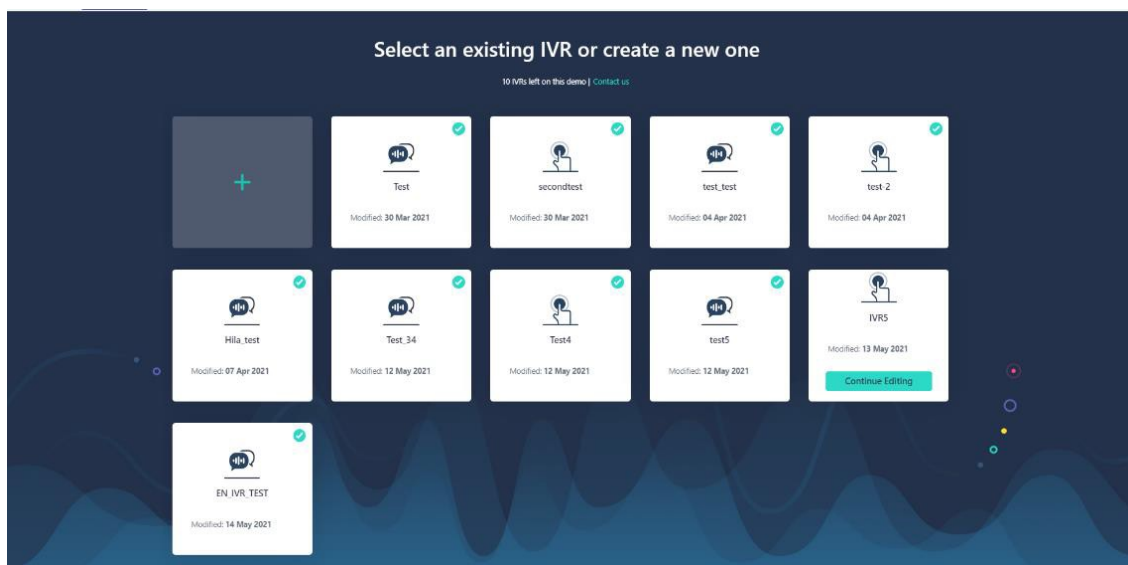 Select an existing IVR or create a new one
10 IVRs left on this demo | Contact us
+
Test
Modified: 30 Mar 2021
secondtest
Modified: 30 Mar 2021
test_test
Modified: 04 Apr 2021
test-2
Modified: 04 Apr 2021
Hila_test
Modified: 07 Apr 2021
Test_34
Modified: 12 May 2021
Test4
Modified: 12 May 2021
test5
Modified: 12 May 2021
IVR5
Modified: 13 May 2021
Continue Editing
EN_IVR_TEST
Modified: 14 May 2021